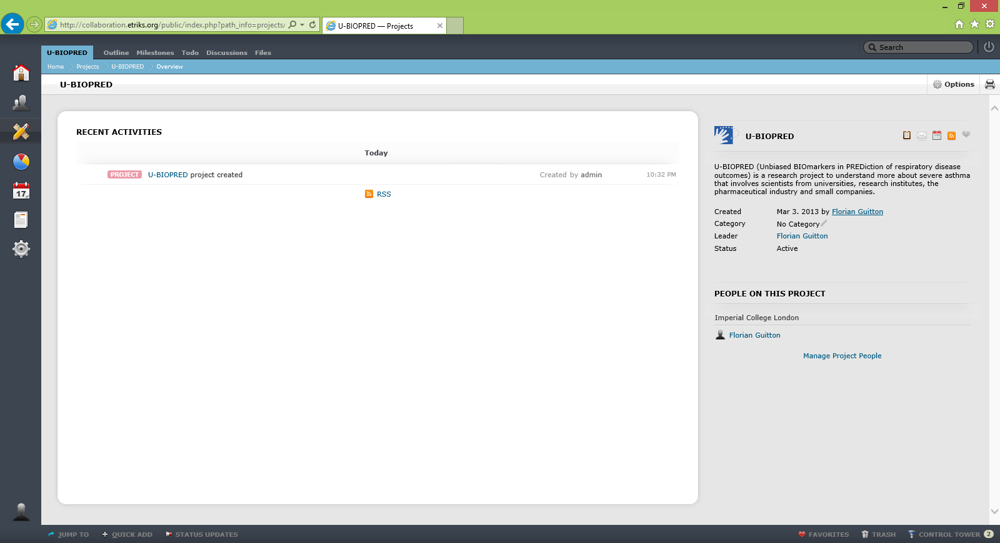 http://collaboration.etriks.org/public/index.php?path_info=projects/
U-BIOPRED — Projects
U-BIOPRED Outline Milestones Todo Discussions Files
Search
Home Projects U-BIOPRED Overview
U-BIOPRED
Options
17
RECENT ACTIVITIES
Today
PROJECT U-BIOPRED project created Created by admin 10:32 PM
RSS
U-BIOPRED
U-BIOPRED (Unbiased BIOmarkers in PREDiction of respiratory disease
outcomes) is a research project to understand more about severe asthma
that involves scientists from universities, research institutes, the
pharmaceutical industry and small companies.
Created Mar 3. 2013 by Florian Guitton
Category No Category
Leader Florian Guitton
Status Active
PEOPLE ON THIS PROJECT
Imperial College London
Florian Guitton
Manage Project People
JUMP TO QUICK ADD STATUS UPDATES
FAVORITES TRASH CONTROL TOWER 2